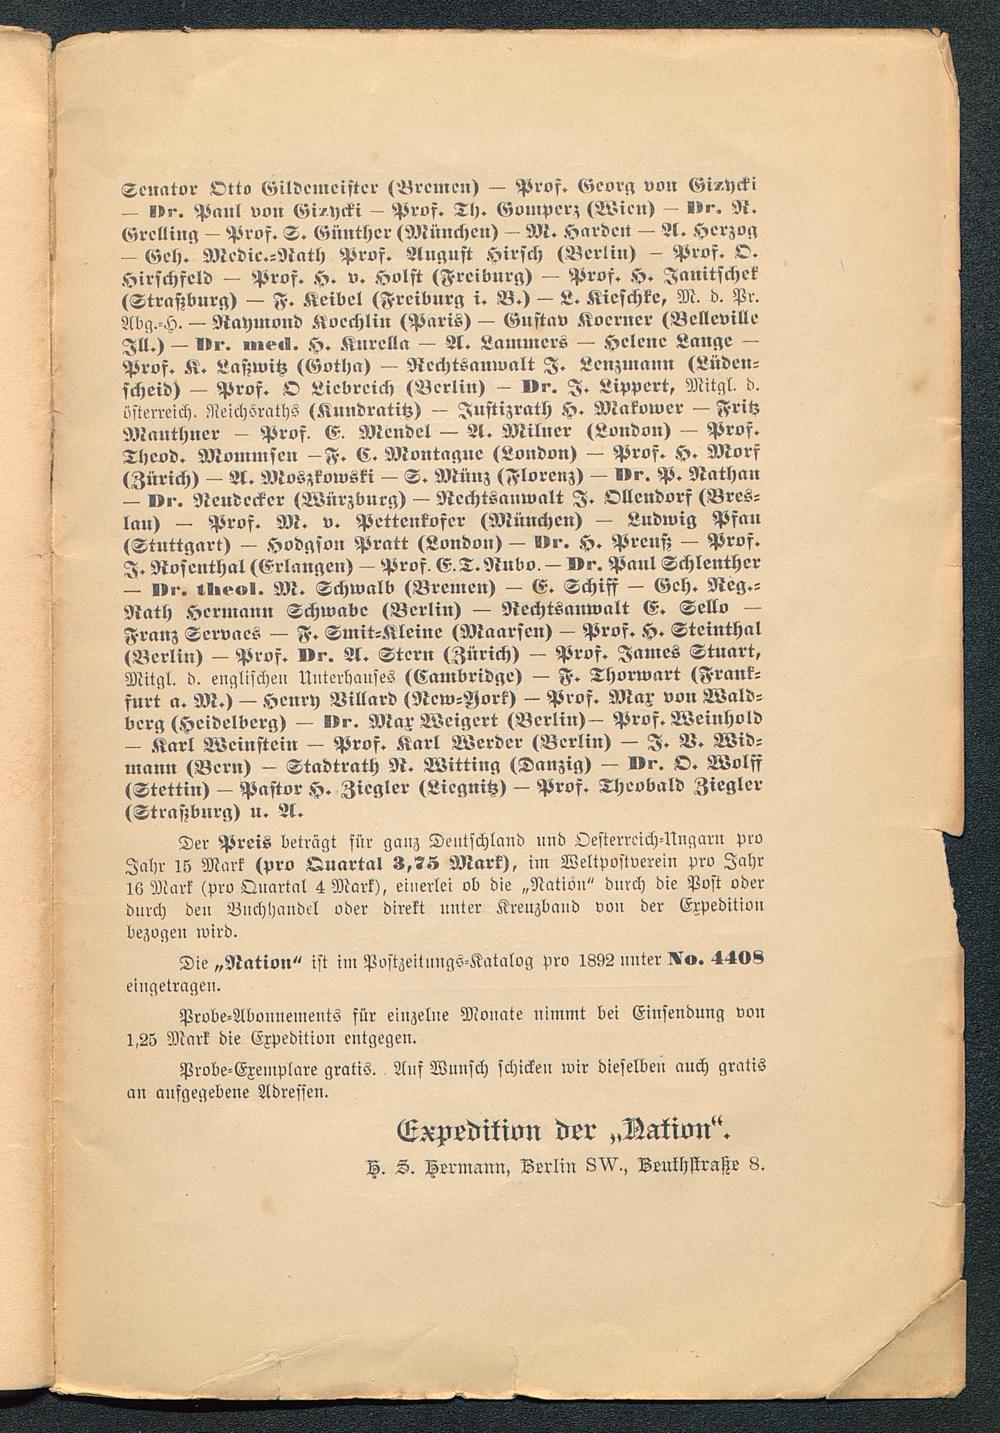 Senator Otto Gildemeister (Bremen) — Prof. Georg von Gizycki
— Dr. Paul von Gizycki — Prof. Th. Gomperz (Wien) — Dr. R.
Grelling — Prof. S. Günther (München) — M. Harden — A. Herzog
— Geh. Medic.-Rath Prof. August Hirsch (Berlin) — Prof. O.
Hirschfeld — Prof. H. v. Holst (Freiburg) — Prof. H. Janitschek
(Straßburg) — F. Keibel (Freiburg i. B.) — L. Kieschke, M. d. Pr.
Abg.-H. — Raymond Koechlin (Paris) — Gustav Koerner (Belleville
Ill.) — Dr. med. H. Kurella — A. Lammers — Helene Lange —
Prof. K. Laßwitz (Gotha) — Rechtsanwalt J. Lenzmann (Lüden-
scheid) — Prof. O Liebreich (Berlin) — Dr. J. Lippert, Mitgl. d.
österreich. Reichsraths (Kundratitz) — Justizrath H. Makower — Fritz
Mauthner — Prof. E. Mendel — A. Milner (London) — Prof.
Theod. Mommsen — F. C. Montague (London) — Prof. H. Morf
(Zürich) — A. Moszkowski — S. Münz (Florenz) — Dr. P. Nathan
— Dr. Neudecker (Würzburg) — Rechtsanwalt J. Ollendorf (Bres-
lau) — Prof. M. v. Pettenkofer (München) — Ludwig Pfau
(Stuttgart) — Hodgson Pratt (London) — Dr. H. Preuß — Prof.
J. Rosenthal (Erlangen) — Prof. E. T. Rubo. — Dr. Paul Schlenther
— Dr. theol. M. Schwalb (Bremen) — E. Schiff — Geh. Reg.-
Rath Hermann Schwabe (Berlin) — Rechtsanwalt E. Sello —
Franz Servaes — F. Smit-Kleine (Maarsen) — Prof. H. Steinthal
(Berlin) — Prof. Dr. A. Stern (Zürich) — Prof. James Stuart,
Mitgl. d. englischen Unterhauses (Cambridge) — F. Thorwart (Frank-
furt a. M.) — Henry Villard (New-York) — Prof. Max von Wald-
berg (Heidelberg) — Dr. Max Weigert (Berlin) — Prof. Weinhold
— Karl Weinstein — Prof. Karl Werder (Berlin) — J. V. Wid-
mann (Bern) — Stadtrath R. Witting (Danzig) — Dr. O. Wolff
(Stettin) — Pastor H. Ziegler (Liegnitz) — Prof. Theobald Ziegler
(Straßburg) u. A.
Der Preis beträgt für ganz Deutschland und Oesterreich-Ungarn pro
Jahr 15 Mark (pro Quartal 3,75 Mark), im Weltpostverein pro Jahr
16 Mark (pro Quartal 4 Mark), einerlei ob die „Nation“ durch die Post oder
durch den Buchhandel oder direkt unter Kreuzband von der Expedition
bezogen wird.
Die „Nation“ ist im Postzeitungs-Katalog pro 1892 unter No. 4408
eingetragen.
Probe-Abonnements für einzelne Monate nimmt bei Einsendung von
1,25 Mark die Expedition entgegen.
Probe-Exemplare gratis. Auf Wunsch schicken wir dieselben auch gratis
an aufgegebene Adressen.
Expedition der „Nation“.
H. S. Hermann, Berlin SW., Beuthstraße 8.